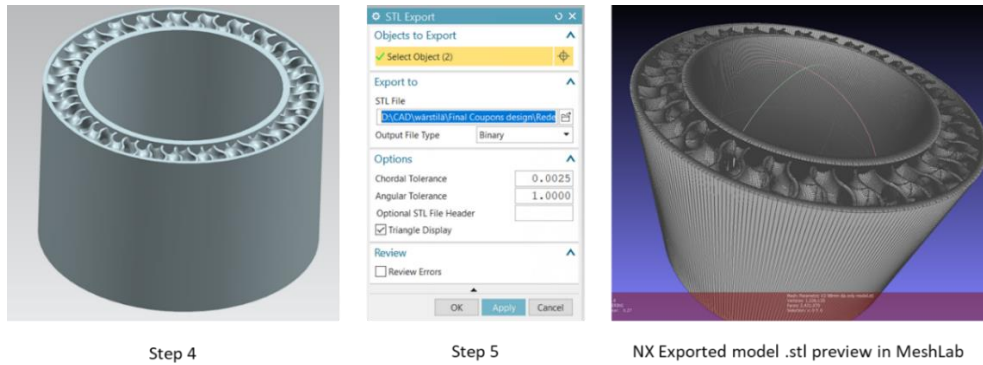 STL Export
Objects to Export
Select Object (2)
Export to
STL File
D:\CAD\wärstilä\Final Coupons design\Rede
Output File Type Binary
Options
Chordal Tolerance 0.0025
Angular Tolerance 1.0000
Optional STL File Header
Triangle Display
Review
Review Errors
OK Apply Cancel
Step 4
Step 5
NX Exported model .stl preview in MeshLab